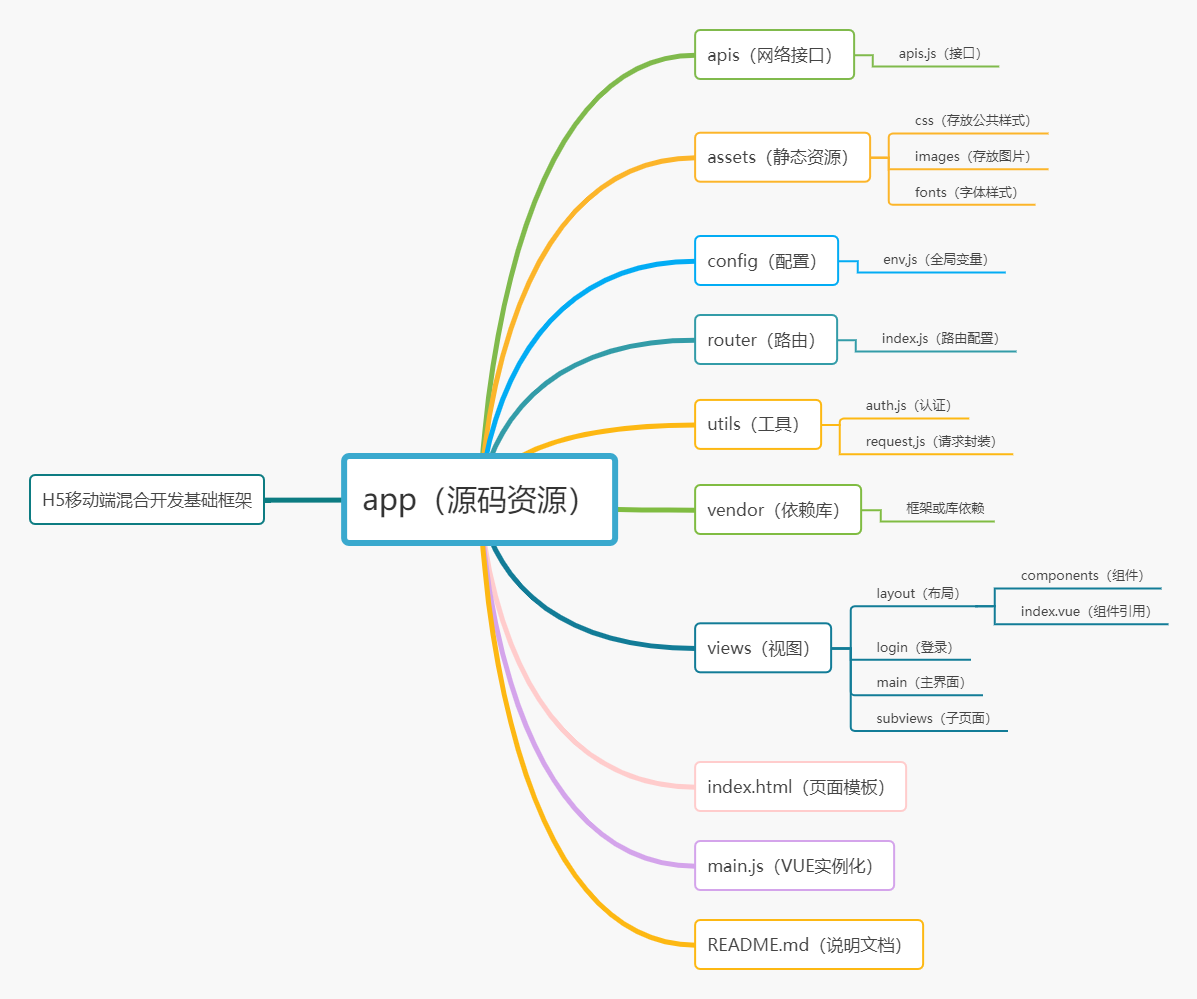 H5移动端混合开发基础框架
app（源码资源）
apis（网络接口）
apis.js（接口）
assets（静态资源）
css（存放公共样式）
images（存放图片）
fonts（字体样式）
config（配置）
env,js（全局变量）
router（路由）
index.js（路由配置）
utils（工具）
auth.js（认证）
request,js（请求封装）
vendor（依赖库）
框架或库依赖
views（视图）
layout（布局）
components（组件）
index.vue（组件引用）
login（登录）
main（主界面）
subviews（子页面）
index.html（页面模板）
main.js（VUE实例化）
README.md（说明文档）